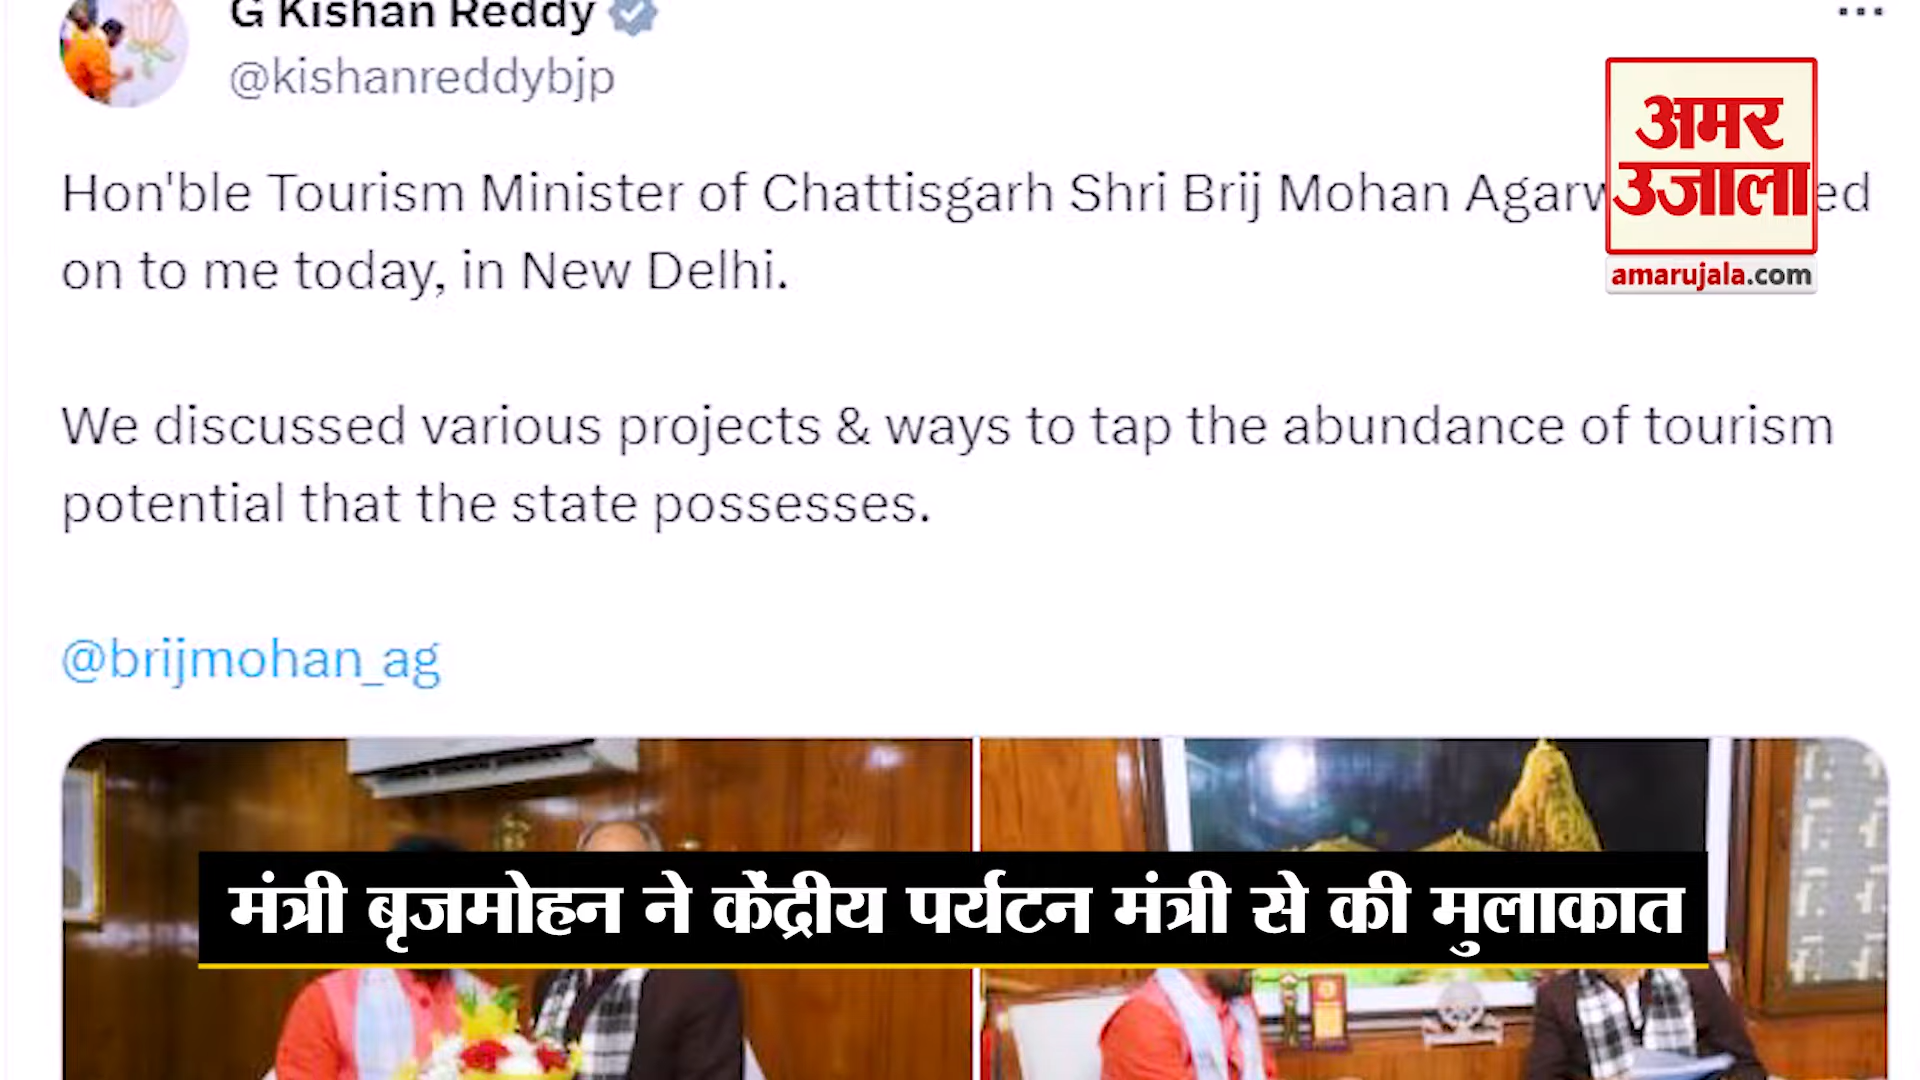 G Kishan Reddy
@kishanreddybjp
अमर
उजाला
amarujala.com
Hon'ble Tourism Minister of Chattisgarh Shri Brij Mohan
on to me today, in New Delhi.
We discussed various projects & ways to tap the abundance of tourism
potential that the state possesses.
@brijmohan_ag
मंत्री बृजमोहन ने केंद्रीय पर्यटन मंत्री से की मुलाकात